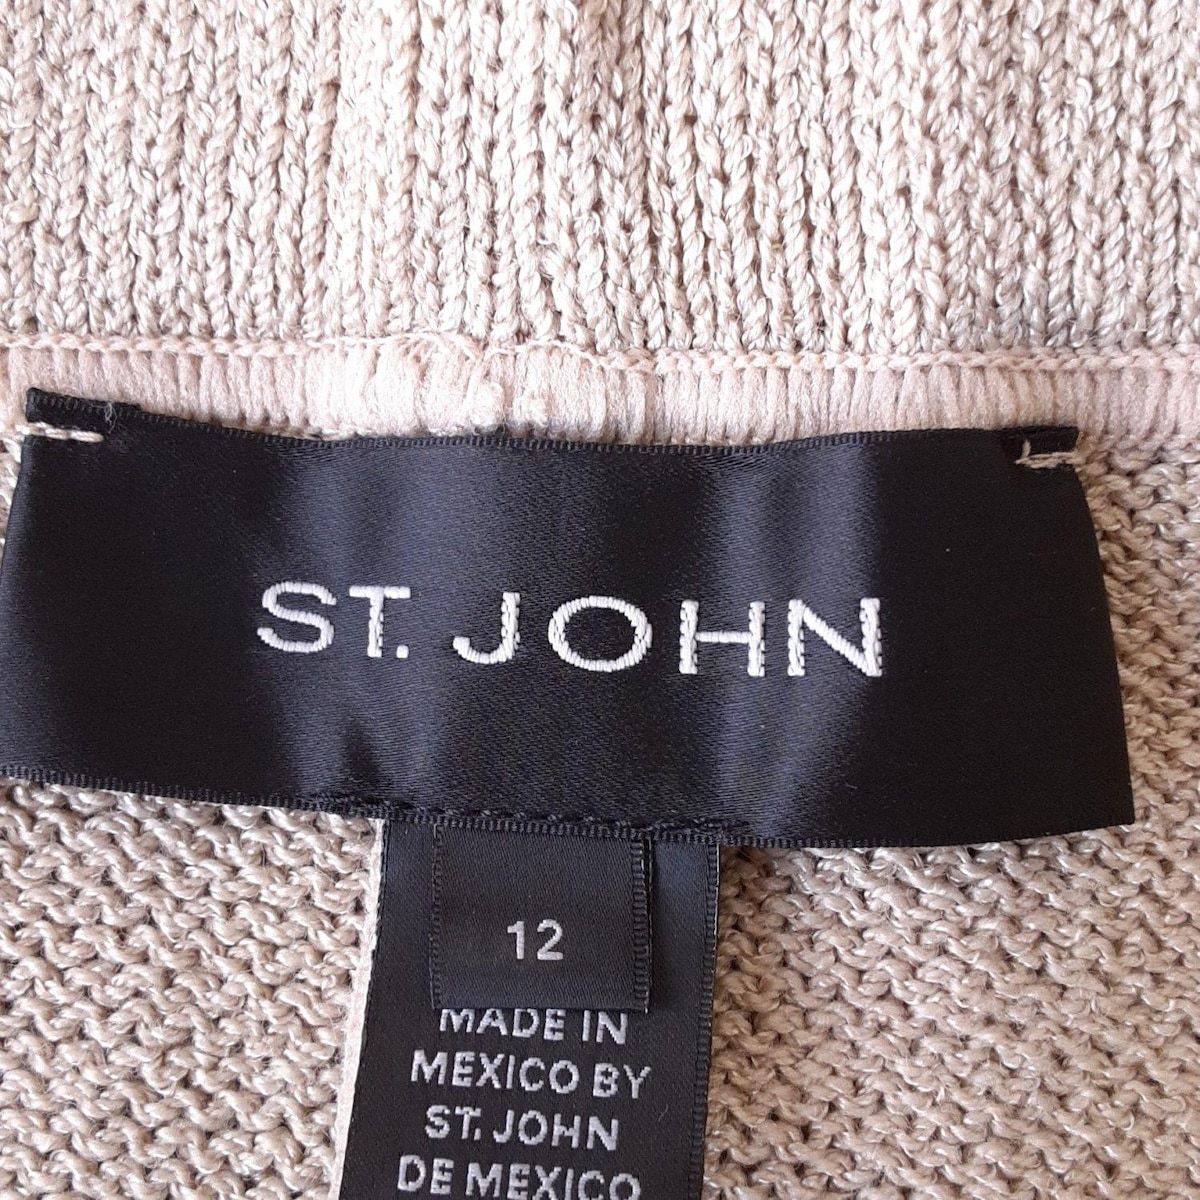 ST. JOHN
12
MADE IN
MEXICO BY
ST. JOHN
DE MEXICO